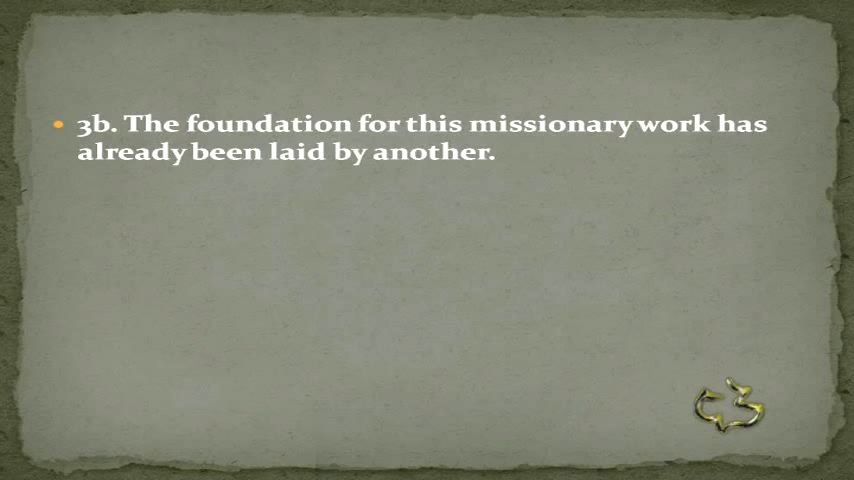 • 3b. The foundation for this missionary work has
already been laid by another.